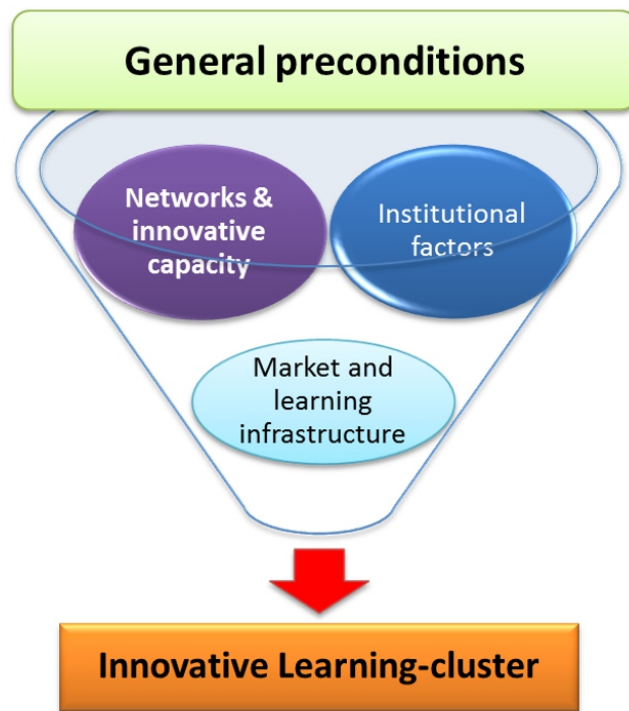 General preconditions
Networks &
innovative
capacity
Institutional
factors
Market and
learning
infrastructure
Innovative Learning-cluster